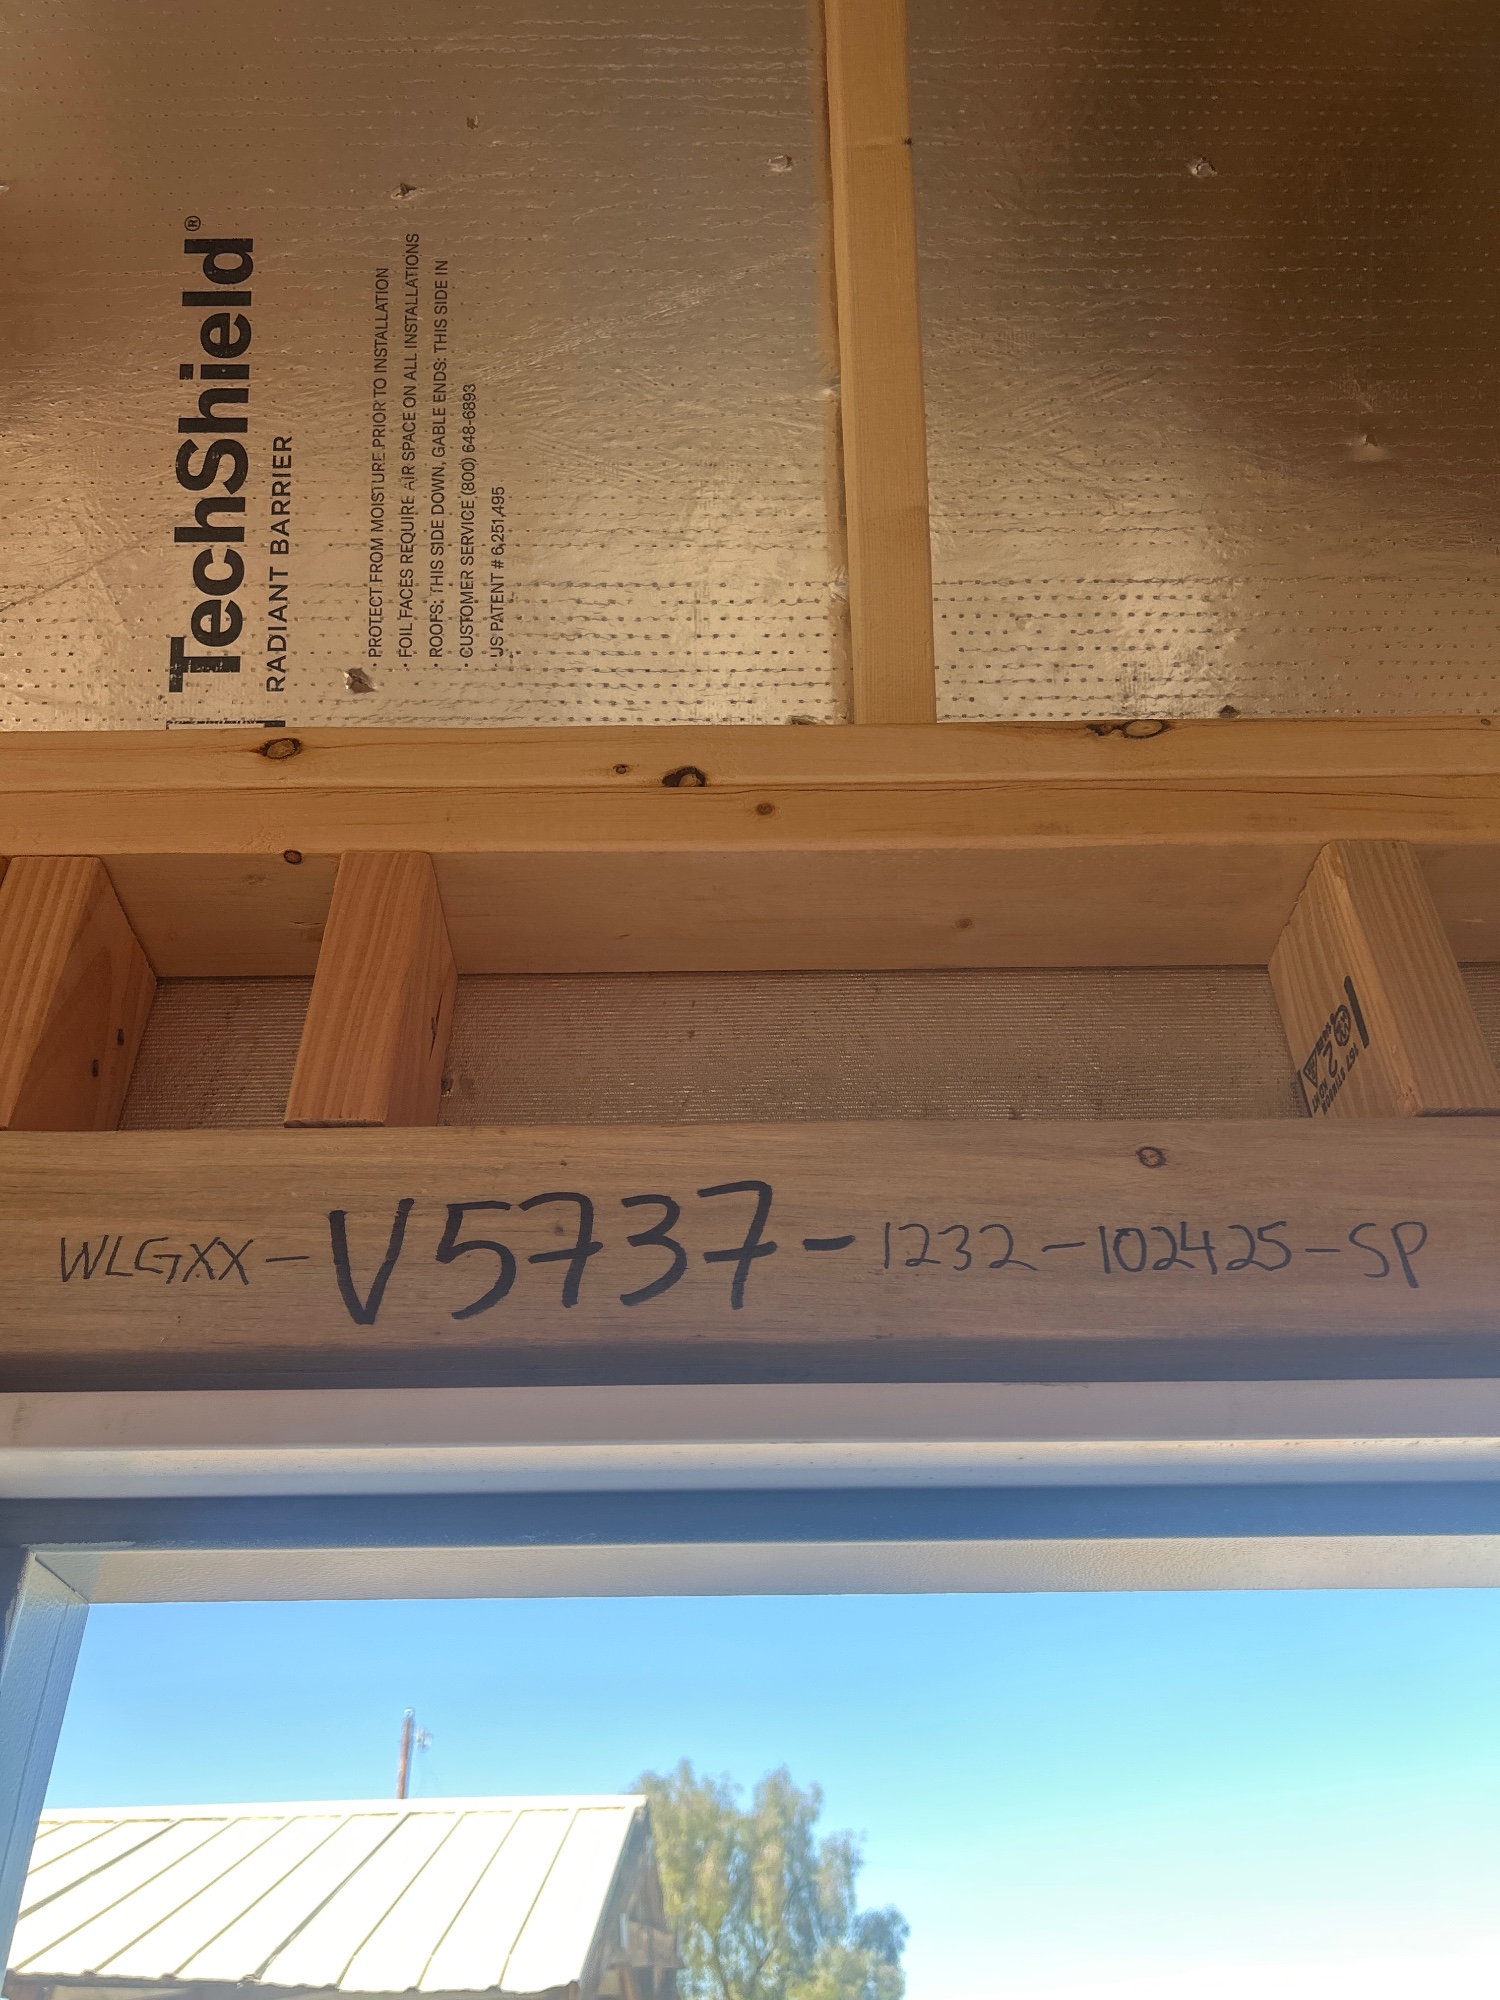 TechShield®
RADIANT BARRIER
• PROTECT FROM MOISTURE PRIOR TO INSTALLATION
• FOIL FACES REQUIRE AIR SPACE ON ALL INSTALLATIONS
• ROOFS: THIS SIDE DOWN, GABLE ENDS: THIS SIDE IN
• CUSTOMER SERVICE (800) 648-6893
• US PATENT # 6,251,495
2
WLGXX-V5737-1232-102425-SP